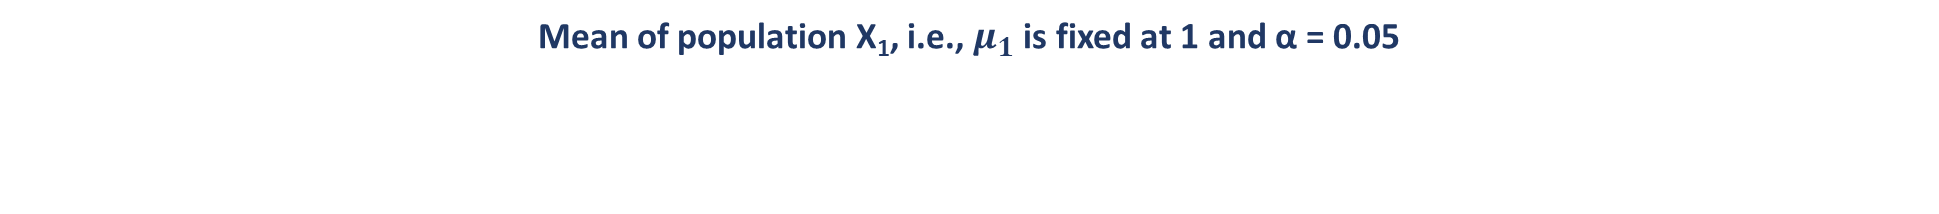 Mean of population X₁, i.e., μ₁ is fixed at 1 and α = 0.05